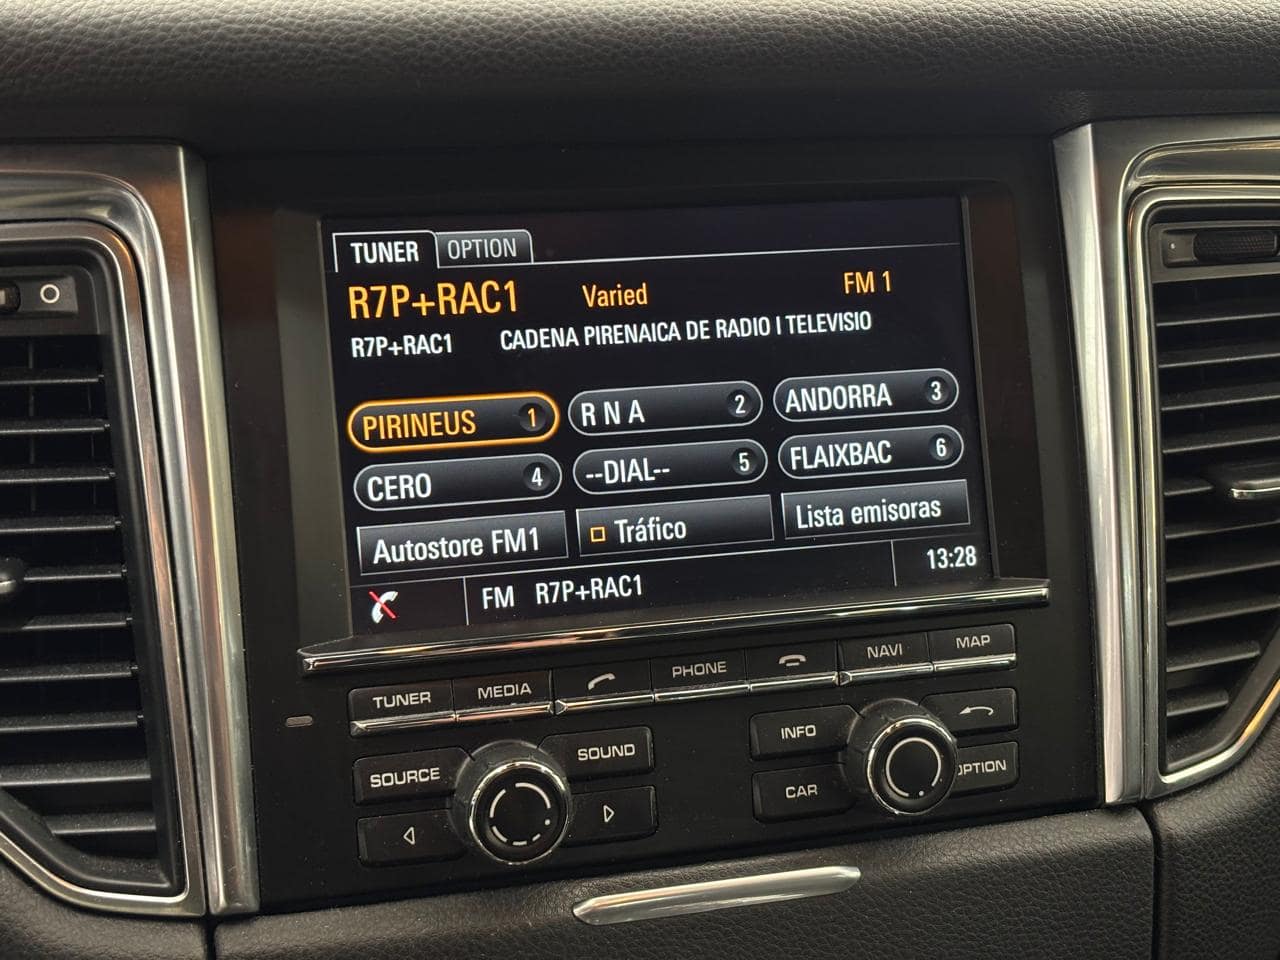 TUNER OPTION
R7P+RAC1 Varied FM 1
R7P+RAC1 CADENA PIRENAICA DE RADIO I TELEVISIO
PIRINEUS 1 R N A 2 ANDORRA 3
CERO 4 --DIAL-- 5 FLAIXBAC 6
Autostore FM1 Tráfico Lista emisoras
FM R7P+RAC1 13:28
TUNER MEDIA PHONE NAVI MAP
SOURCE SOUND INFO
CAR OPTION